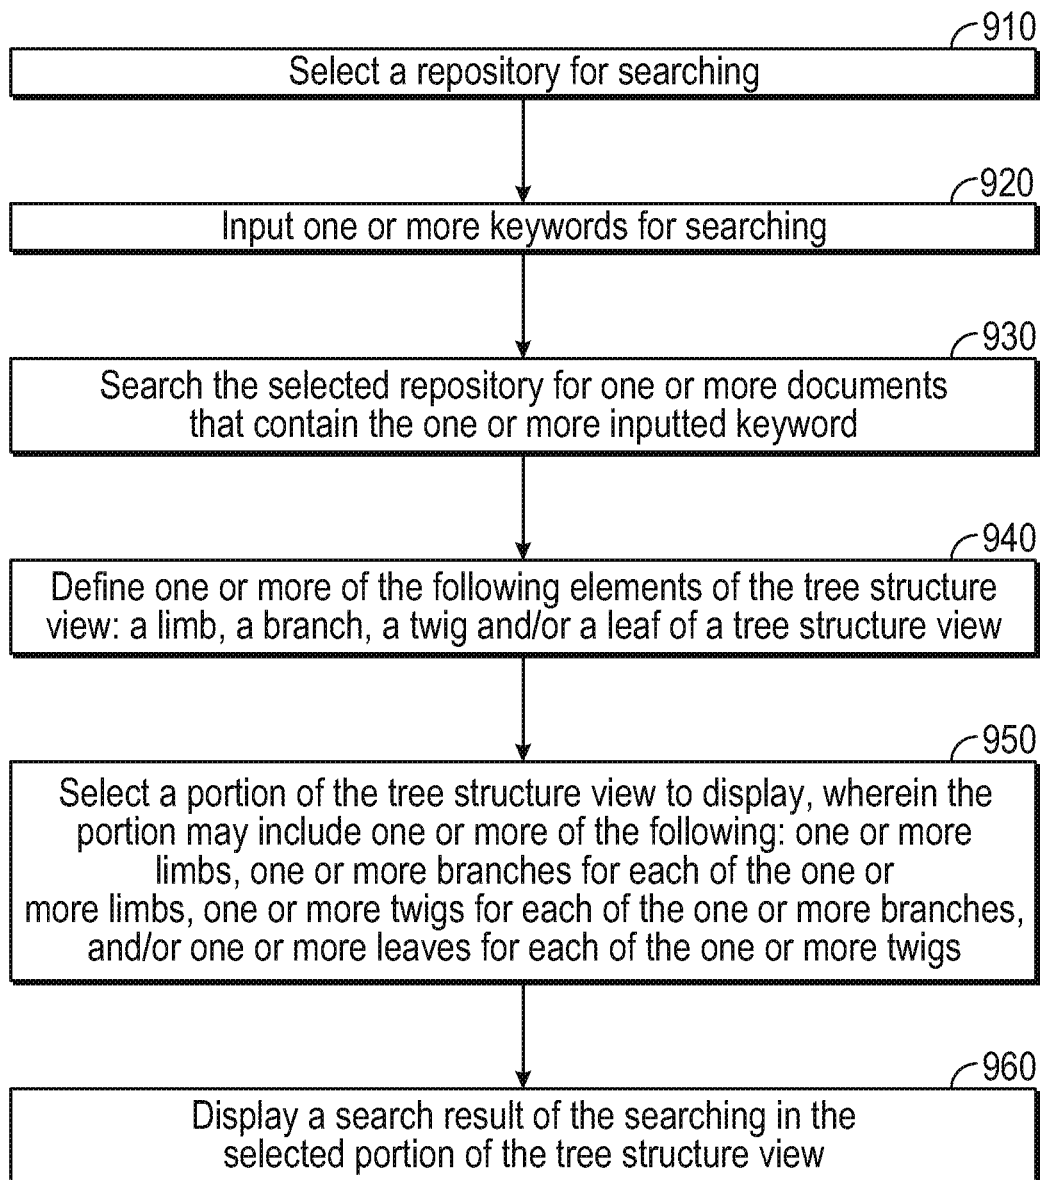 910
Select a repository for searching
920
Input one or more keywords for searching
930
Search the selected repository for one or more documents
that contain the one or more inputted keyword
940
Define one or more of the following elements of the tree structure
view: a limb, a branch, a twig and/or a leaf of a tree structure view
950
Select a portion of the tree structure view to display, wherein the
portion may include one or more of the following: one or more
limbs, one or more branches for each of the one or
more limbs, one or more twigs for each of the one or more branches,
and/or one or more leaves for each of the one or more twigs
960
Display a search result of the searching in the
selected portion of the tree structure view